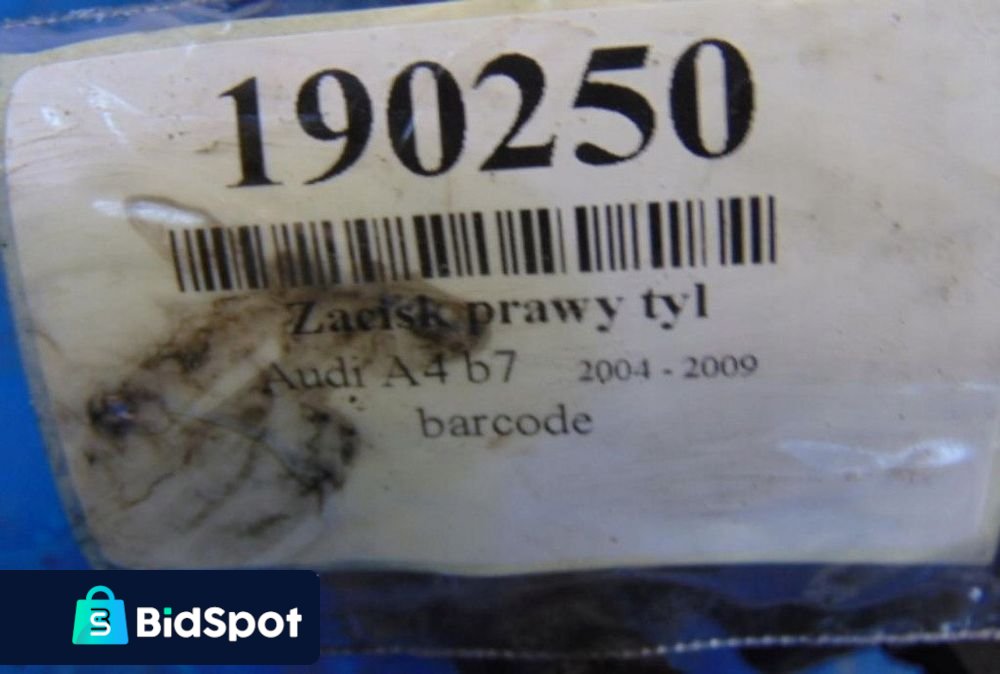 190250
Zacisk prawy tyl
Audi A4 b7 2004 - 2009
barcode
BidSpot